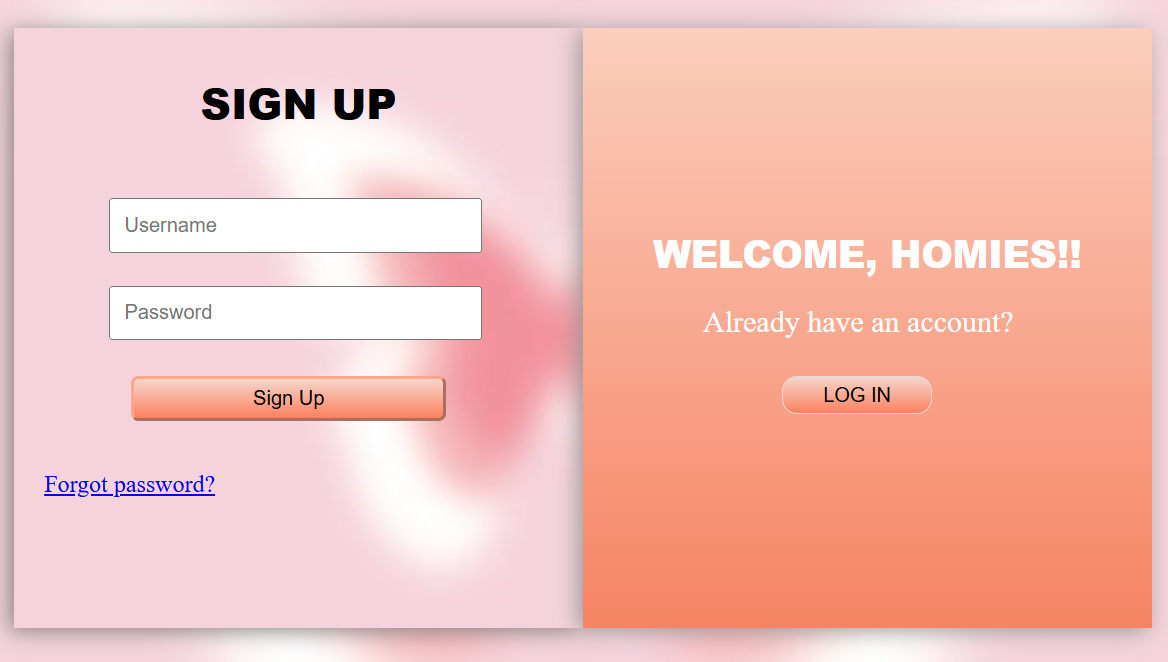 SIGN UP
Username
Password
Sign Up
Forgot password?
WELCOME, HOMIES!!
Already have an account?
LOG IN